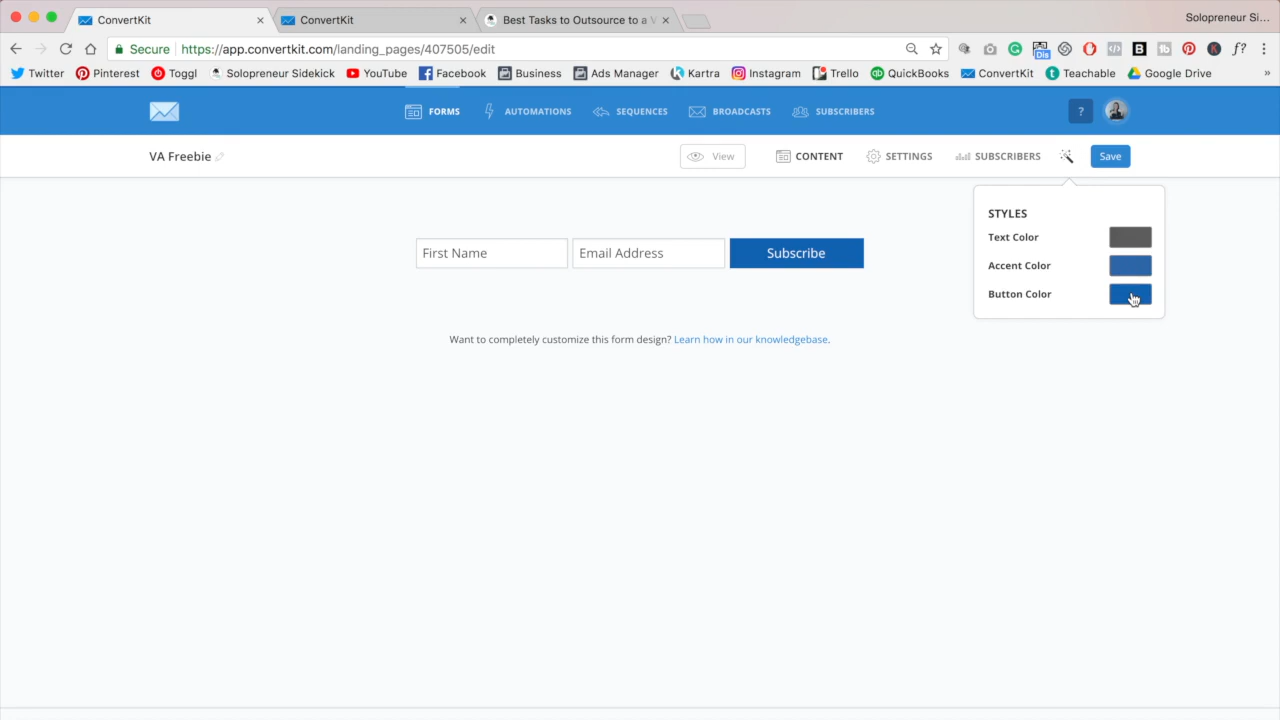 ConvertKit
ConvertKit
Best Tasks to Outsource to a V
Solopreneur Si...
Secure
https://app.convertkit.com/landing_pages/407505/edit
Dis
B
K
f?
Twitter
Pinterest
Toggl
Solopreneur Sidekick
YouTube
Facebook
Business
Ads Manager
Kartra
Instagram
Trello
QuickBooks
ConvertKit
Teachable
Google Drive
»
FORMS
AUTOMATIONS
SEQUENCES
BROADCASTS
SUBSCRIBERS
?
VA Freebie
View
CONTENT
SETTINGS
SUBSCRIBERS
Save
STYLES
Text Color
Accent Color
Button Color
First Name
Email Address
Subscribe
Want to completely customize this form design? Learn how in our knowledgebase.